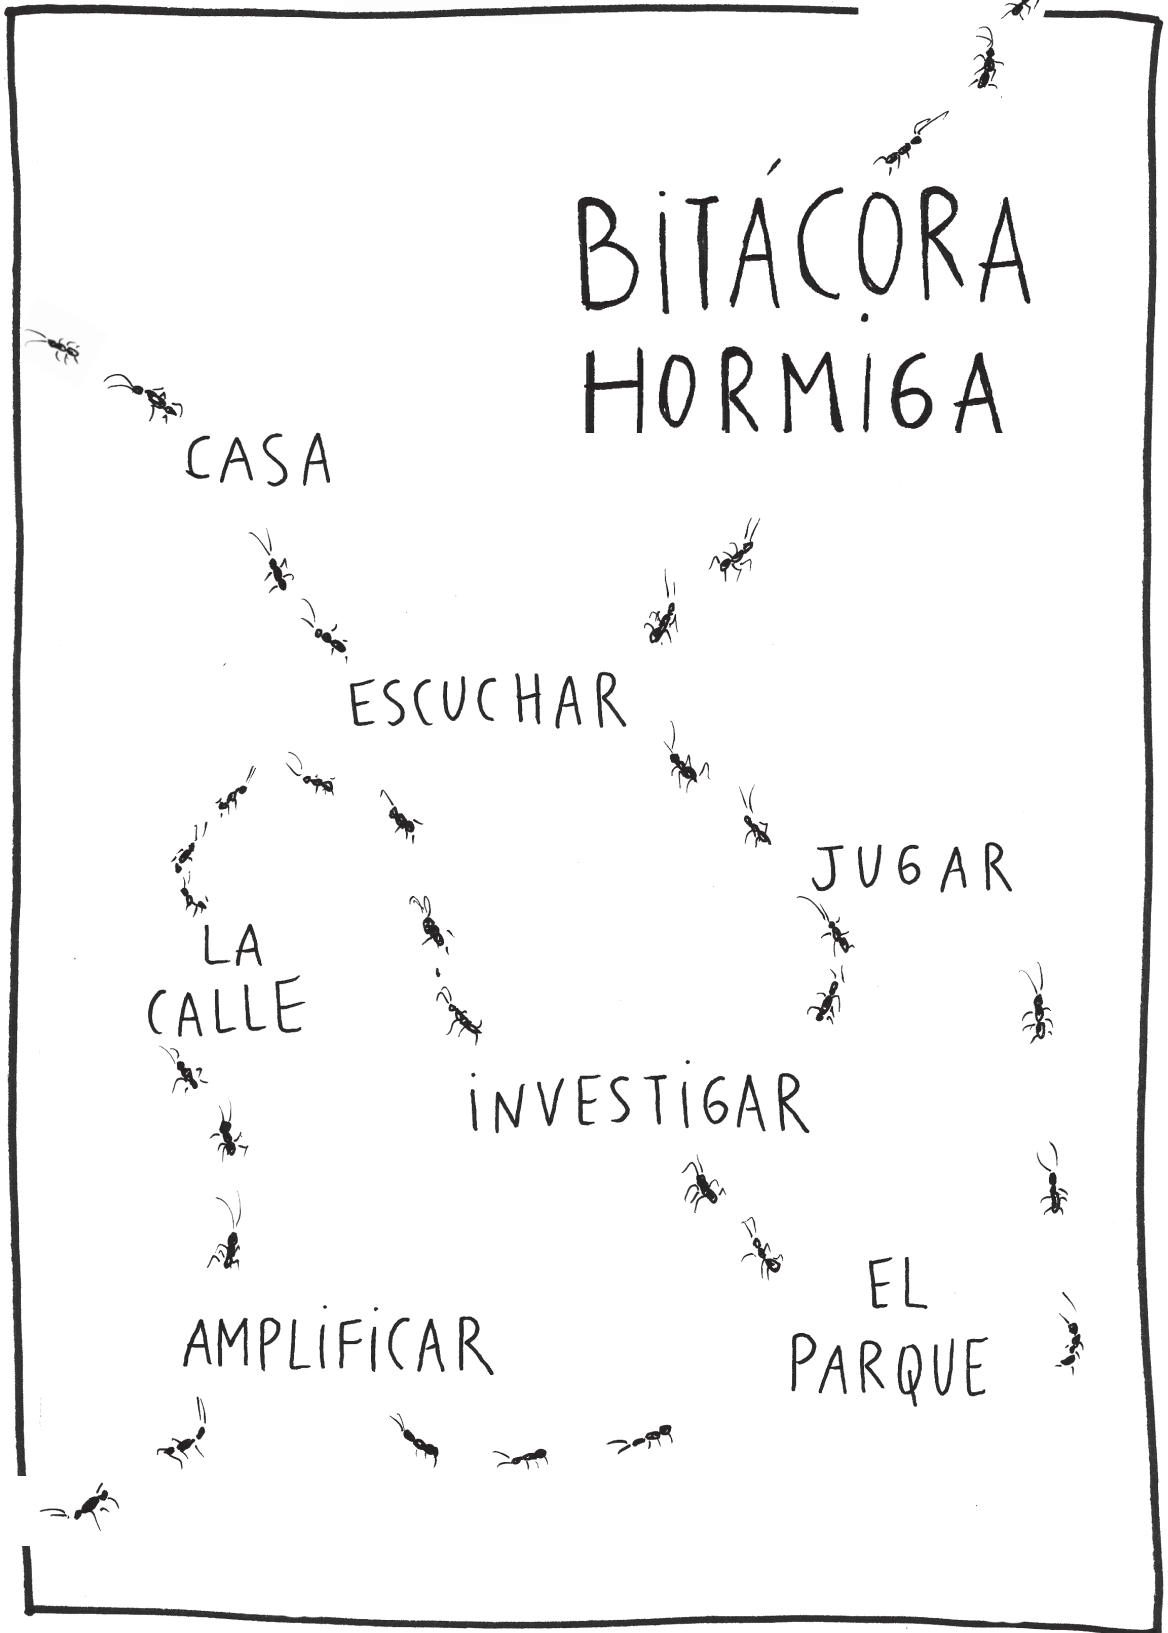 BITÁCORA
HORMIGA
CASA
ESCUCHAR
JUGAR
LA
CALLE
INVESTIGAR
EL
PARQUE
AMPLIFICAR